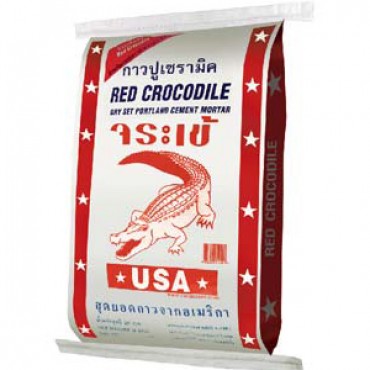 กาวปูเซรามิค
RED CROCODILE
DRY SET PORTLAND CEMENT MORTAR
จระเข้
USA
สุดยอดกาวจากอเมริกา
RED CROCODILE